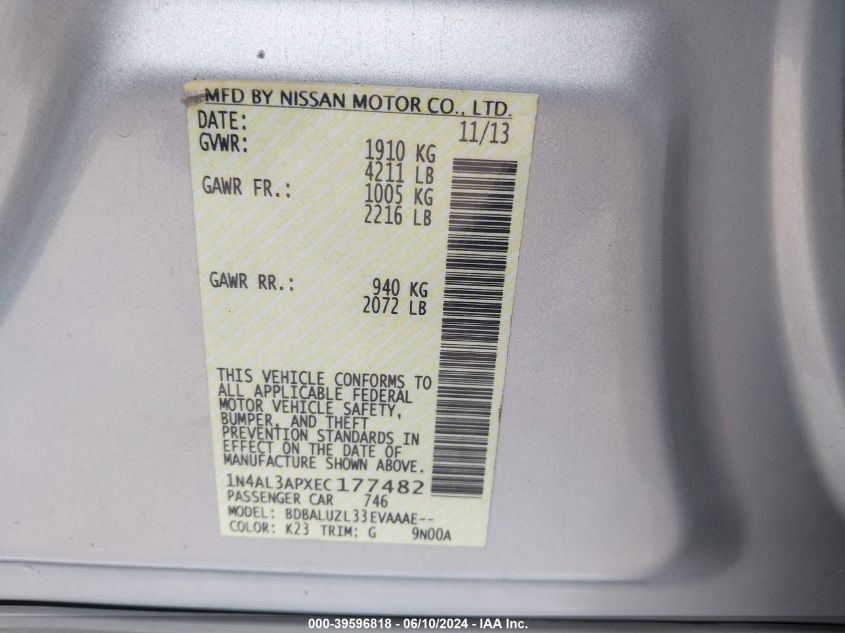 MFD BY NISSAN MOTOR CO., LTD.
DATE: 11/13
GVWR: 1910 KG
4211 LB
GAWR FR.: 1005 KG
2216 LB
GAWR RR.: 940 KG
2072 LB
THIS VEHICLE CONFORMS TO
ALL APPLICABLE FEDERAL
MOTOR VEHICLE SAFETY,
BUMPER, AND THEFT
PREVENTION STANDARDS IN
EFFECT ON THE DATE OF
MANUFACTURE SHOWN ABOVE.
1N4AL3APXEC177482
PASSENGER CAR 746
MODEL: BDBALUZL33EVAAAE--
COLOR: K23 TRIM: G 9N00A
000-39596818 - 06/10/2024 - IAA Inc.